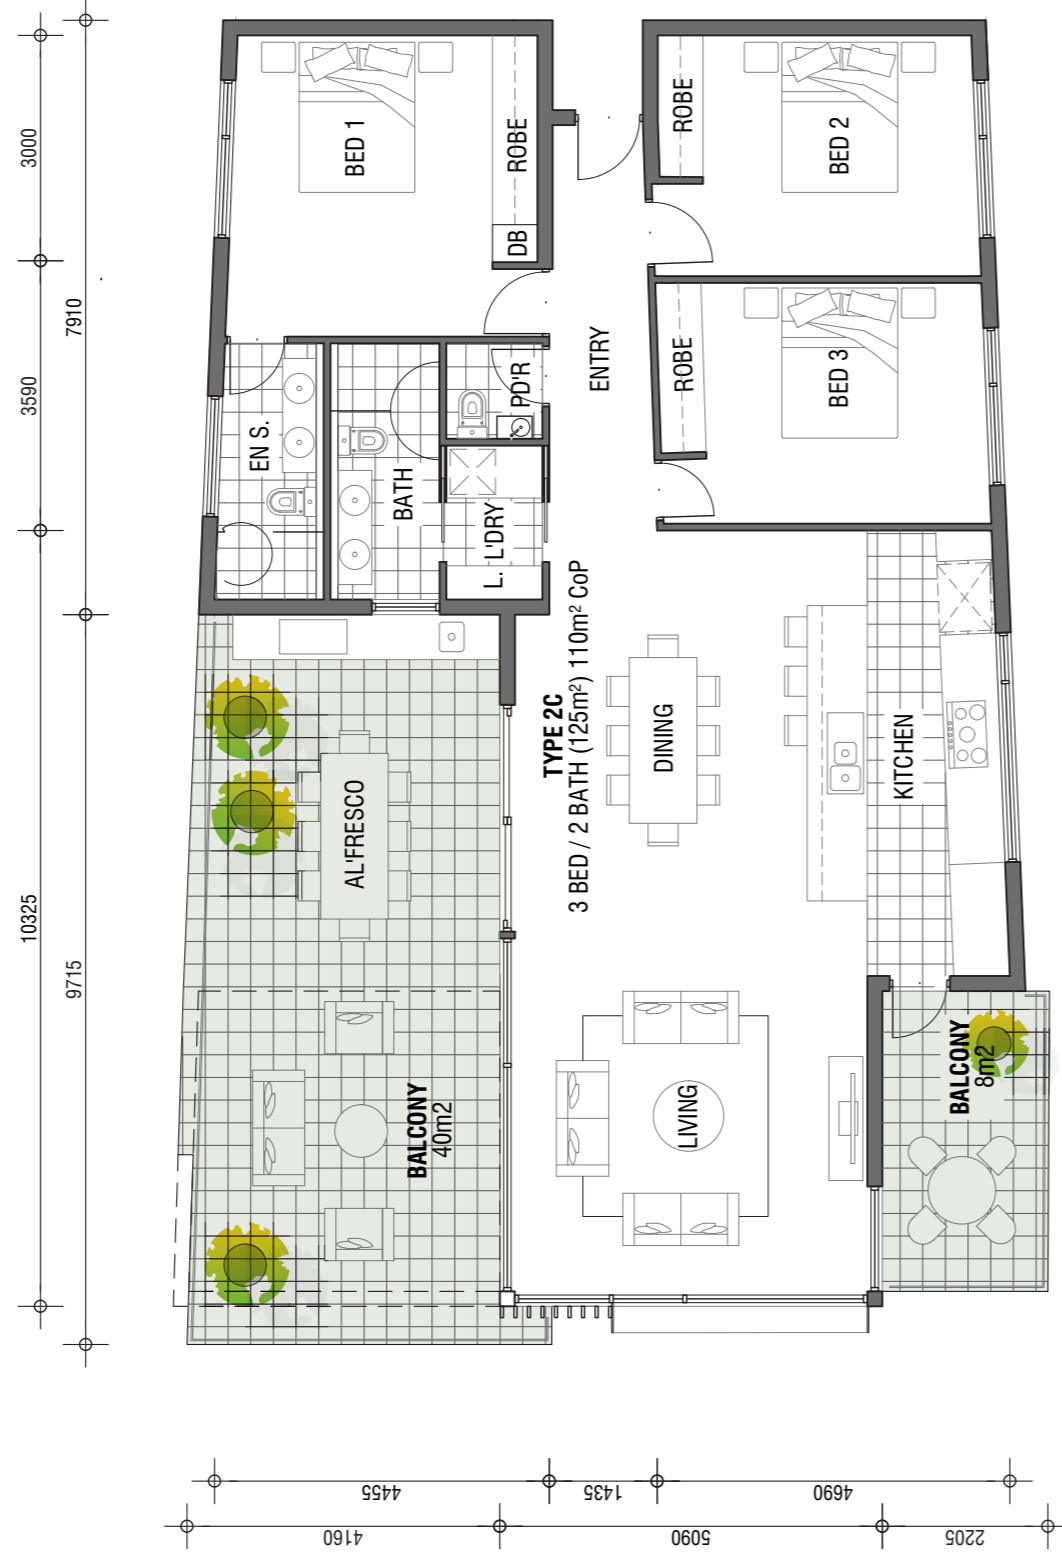 BED 1
ROBE
DB
ROBE
BED 2
ROBE
BED 3
ENTRY
EN S.
BATH
PD'R
L. L'DRY
TYPE 2C
3 BED / 2 BATH (125m²) 110m² CoP
DINING
KITCHEN
AL'FRESCO
LIVING
BALCONY
40m2
BALCONY
8m2
3000
3590
10325
7910
9715
4455
1435
4690
4160
5090
2205